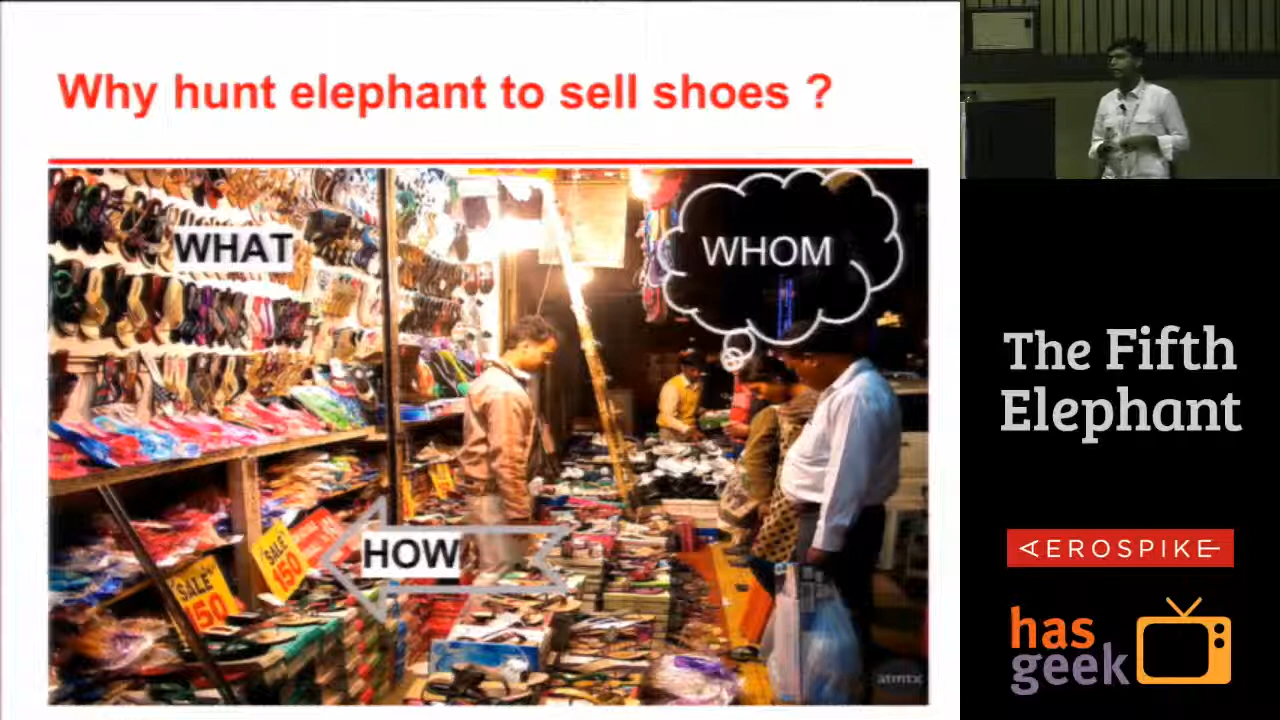 Why hunt elephant to sell shoes ?
WHAT
WHOM
HOW
SALE
150
SALE
150
atmtx
The Fifth
Elephant
AEROSPIKE
has
geek